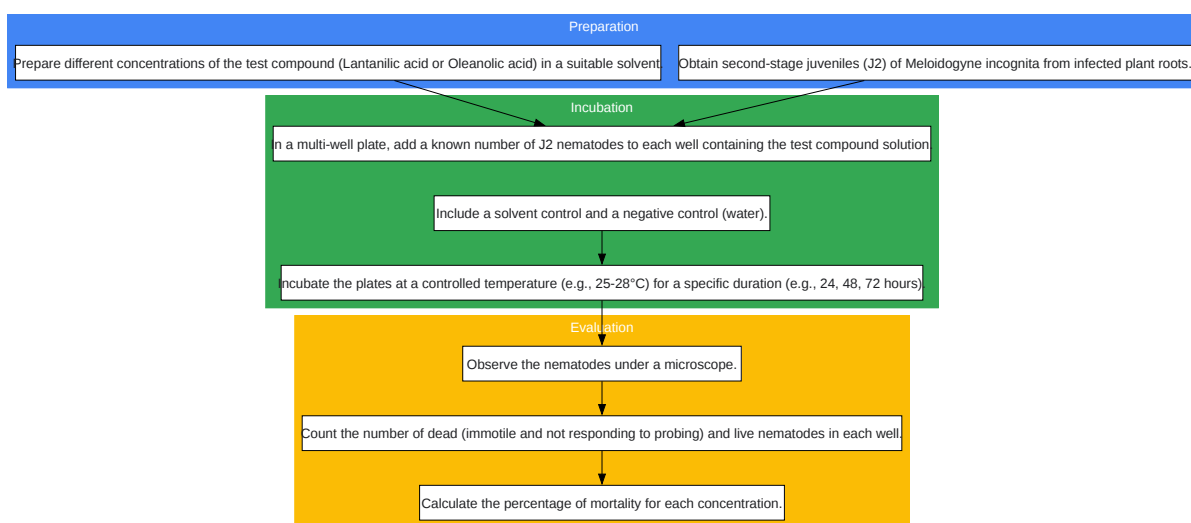 Preparation
Prepare different concentrations of the test compound (Lantanilic acid or Oleanolic acid) in a suitable solvent.
Obtain second-stage juveniles (J2) of Meloidogyne incognita from infected plant roots.
Incubation
In a multi-well plate, add a known number of J2 nematodes to each well containing the test compound solution.
Include a solvent control and a negative control (water).
Incubate the plates at a controlled temperature (e.g., 25-28°C) for a specific duration (e.g., 24, 48, 72 hours).
Evaluation
Observe the nematodes under a microscope.
Count the number of dead (immotile and not responding to probing) and live nematodes in each well.
Calculate the percentage of mortality for each concentration.